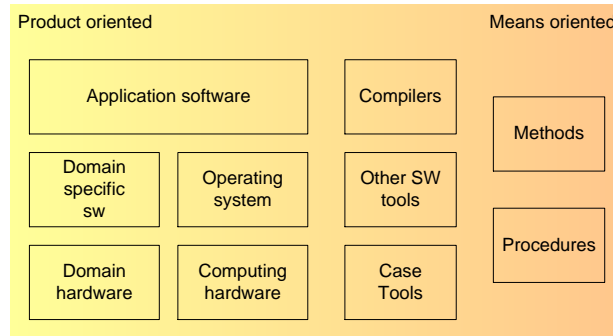 Product oriented
Means oriented
Application software
Compilers
Methods
Domain
specific
sw
Operating
system
Other SW
tools
Procedures
Domain
hardware
Computing
hardware
Case
Tools